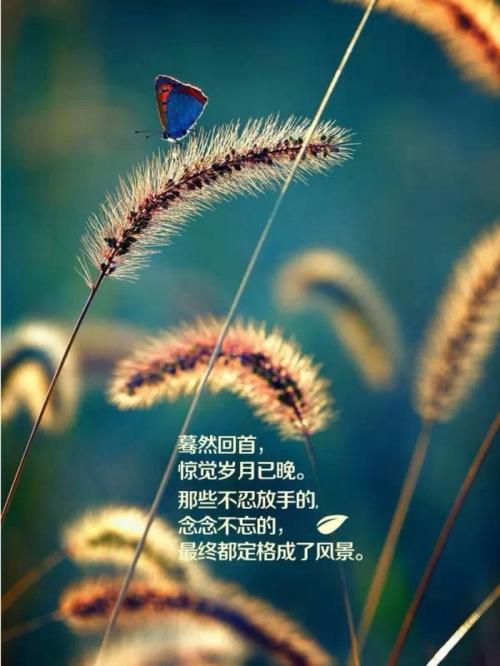 蓦然回首，
惊觉岁月已晚。
那些不忍放手的，
念念不忘的，
最终都定格成了风景。